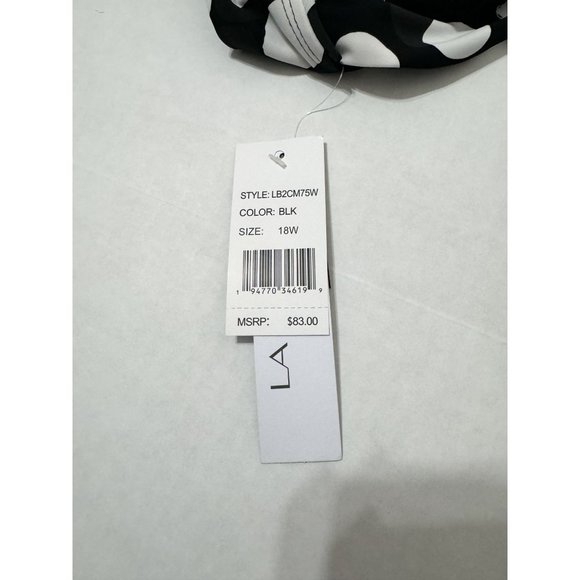 STYLE: LB2CM75W
COLOR: BLK
SIZE: 18W
1 94770 34619 9
MSRP: $83.00
LA